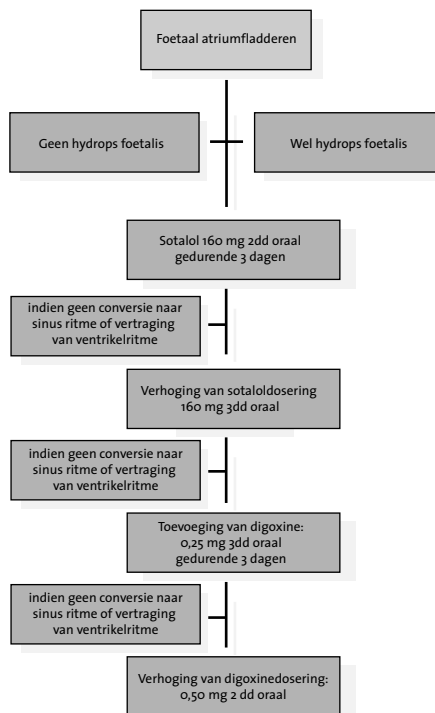 Foetaal atriumfladderen
Geen hydrops foetalis
Wel hydrops foetalis
Sotalol 160 mg 2dd oraal
gedurende 3 dagen
indien geen conversie naar
sinus ritme of vertraging
van ventrikelritme
Verhoging van sotaloldosering
160 mg 3dd oraal
indien geen conversie naar
sinus ritme of vertraging
van ventrikelritme
Toevoeging van digoxine:
0,25 mg 3dd oraal
gedurende 3 dagen
indien geen conversie naar
sinus ritme of vertraging
van ventrikelritme
Verhoging van digoxinedosering:
0,50 mg 2 dd oraal